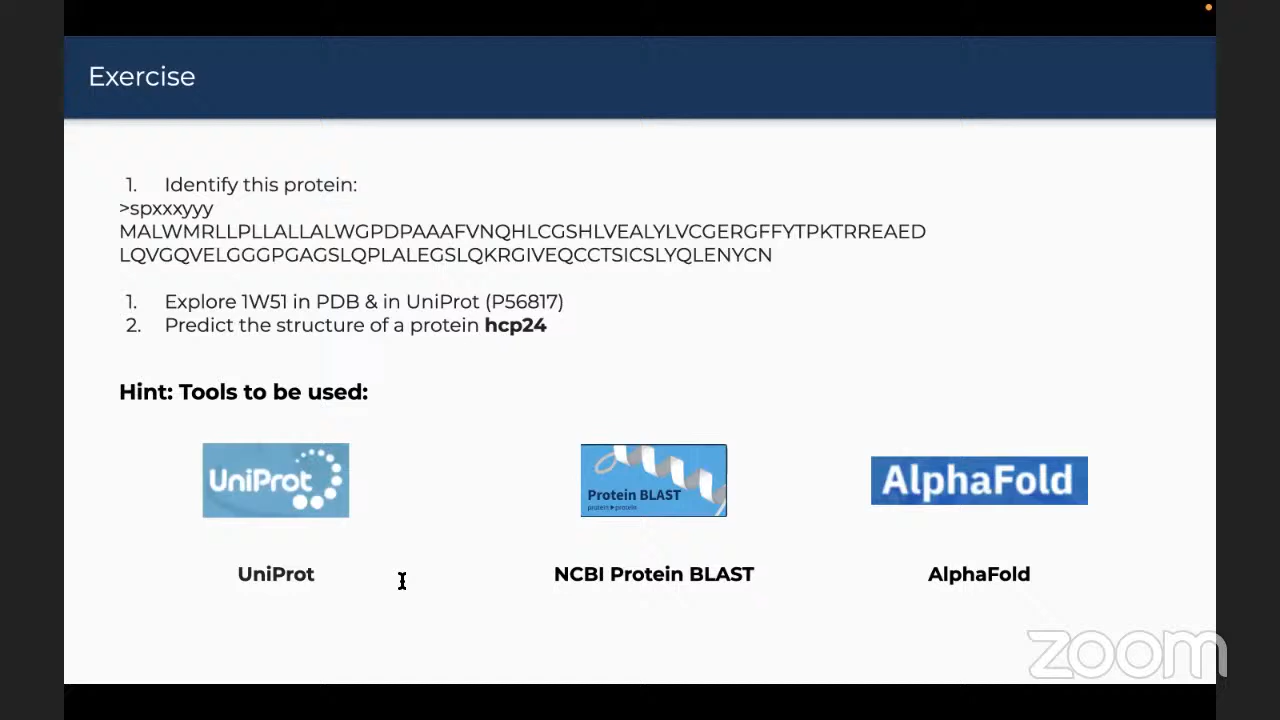 Exercise
1. Identify this protein:
>spxxxyyy
MALWMRLLPLLALLALWGPDPAAAFVNQHLCGSHLVEALYLVCGERGFFYTPKTRREAED
LQVGQVELGGGPGAGSLQPLALEGSLQKRGIVEQCCTSICSLYQLENYCN
1. Explore 1W51 in PDB & in UniProt (P56817)
2. Predict the structure of a protein hcp24
Hint: Tools to be used:
UniProt
Protein BLAST
protein ▸ protein
AlphaFold
UniProt
NCBI Protein BLAST
AlphaFold
zoom